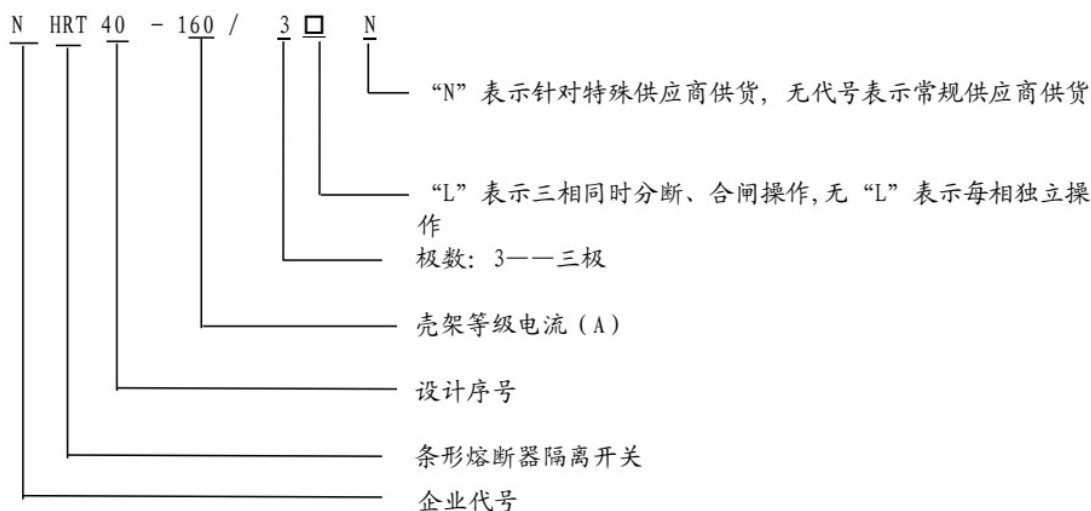 N HRT 40 - 160 / 3 □ N
“N”表示针对特殊供应商供货，无代号表示常规供应商供货
“L”表示三相同时分断、合闸操作,无“L”表示每相独立操
作
极数: 3——三极
壳架等级电流(A)
设计序号
条形熔断器隔离开关
企业代号